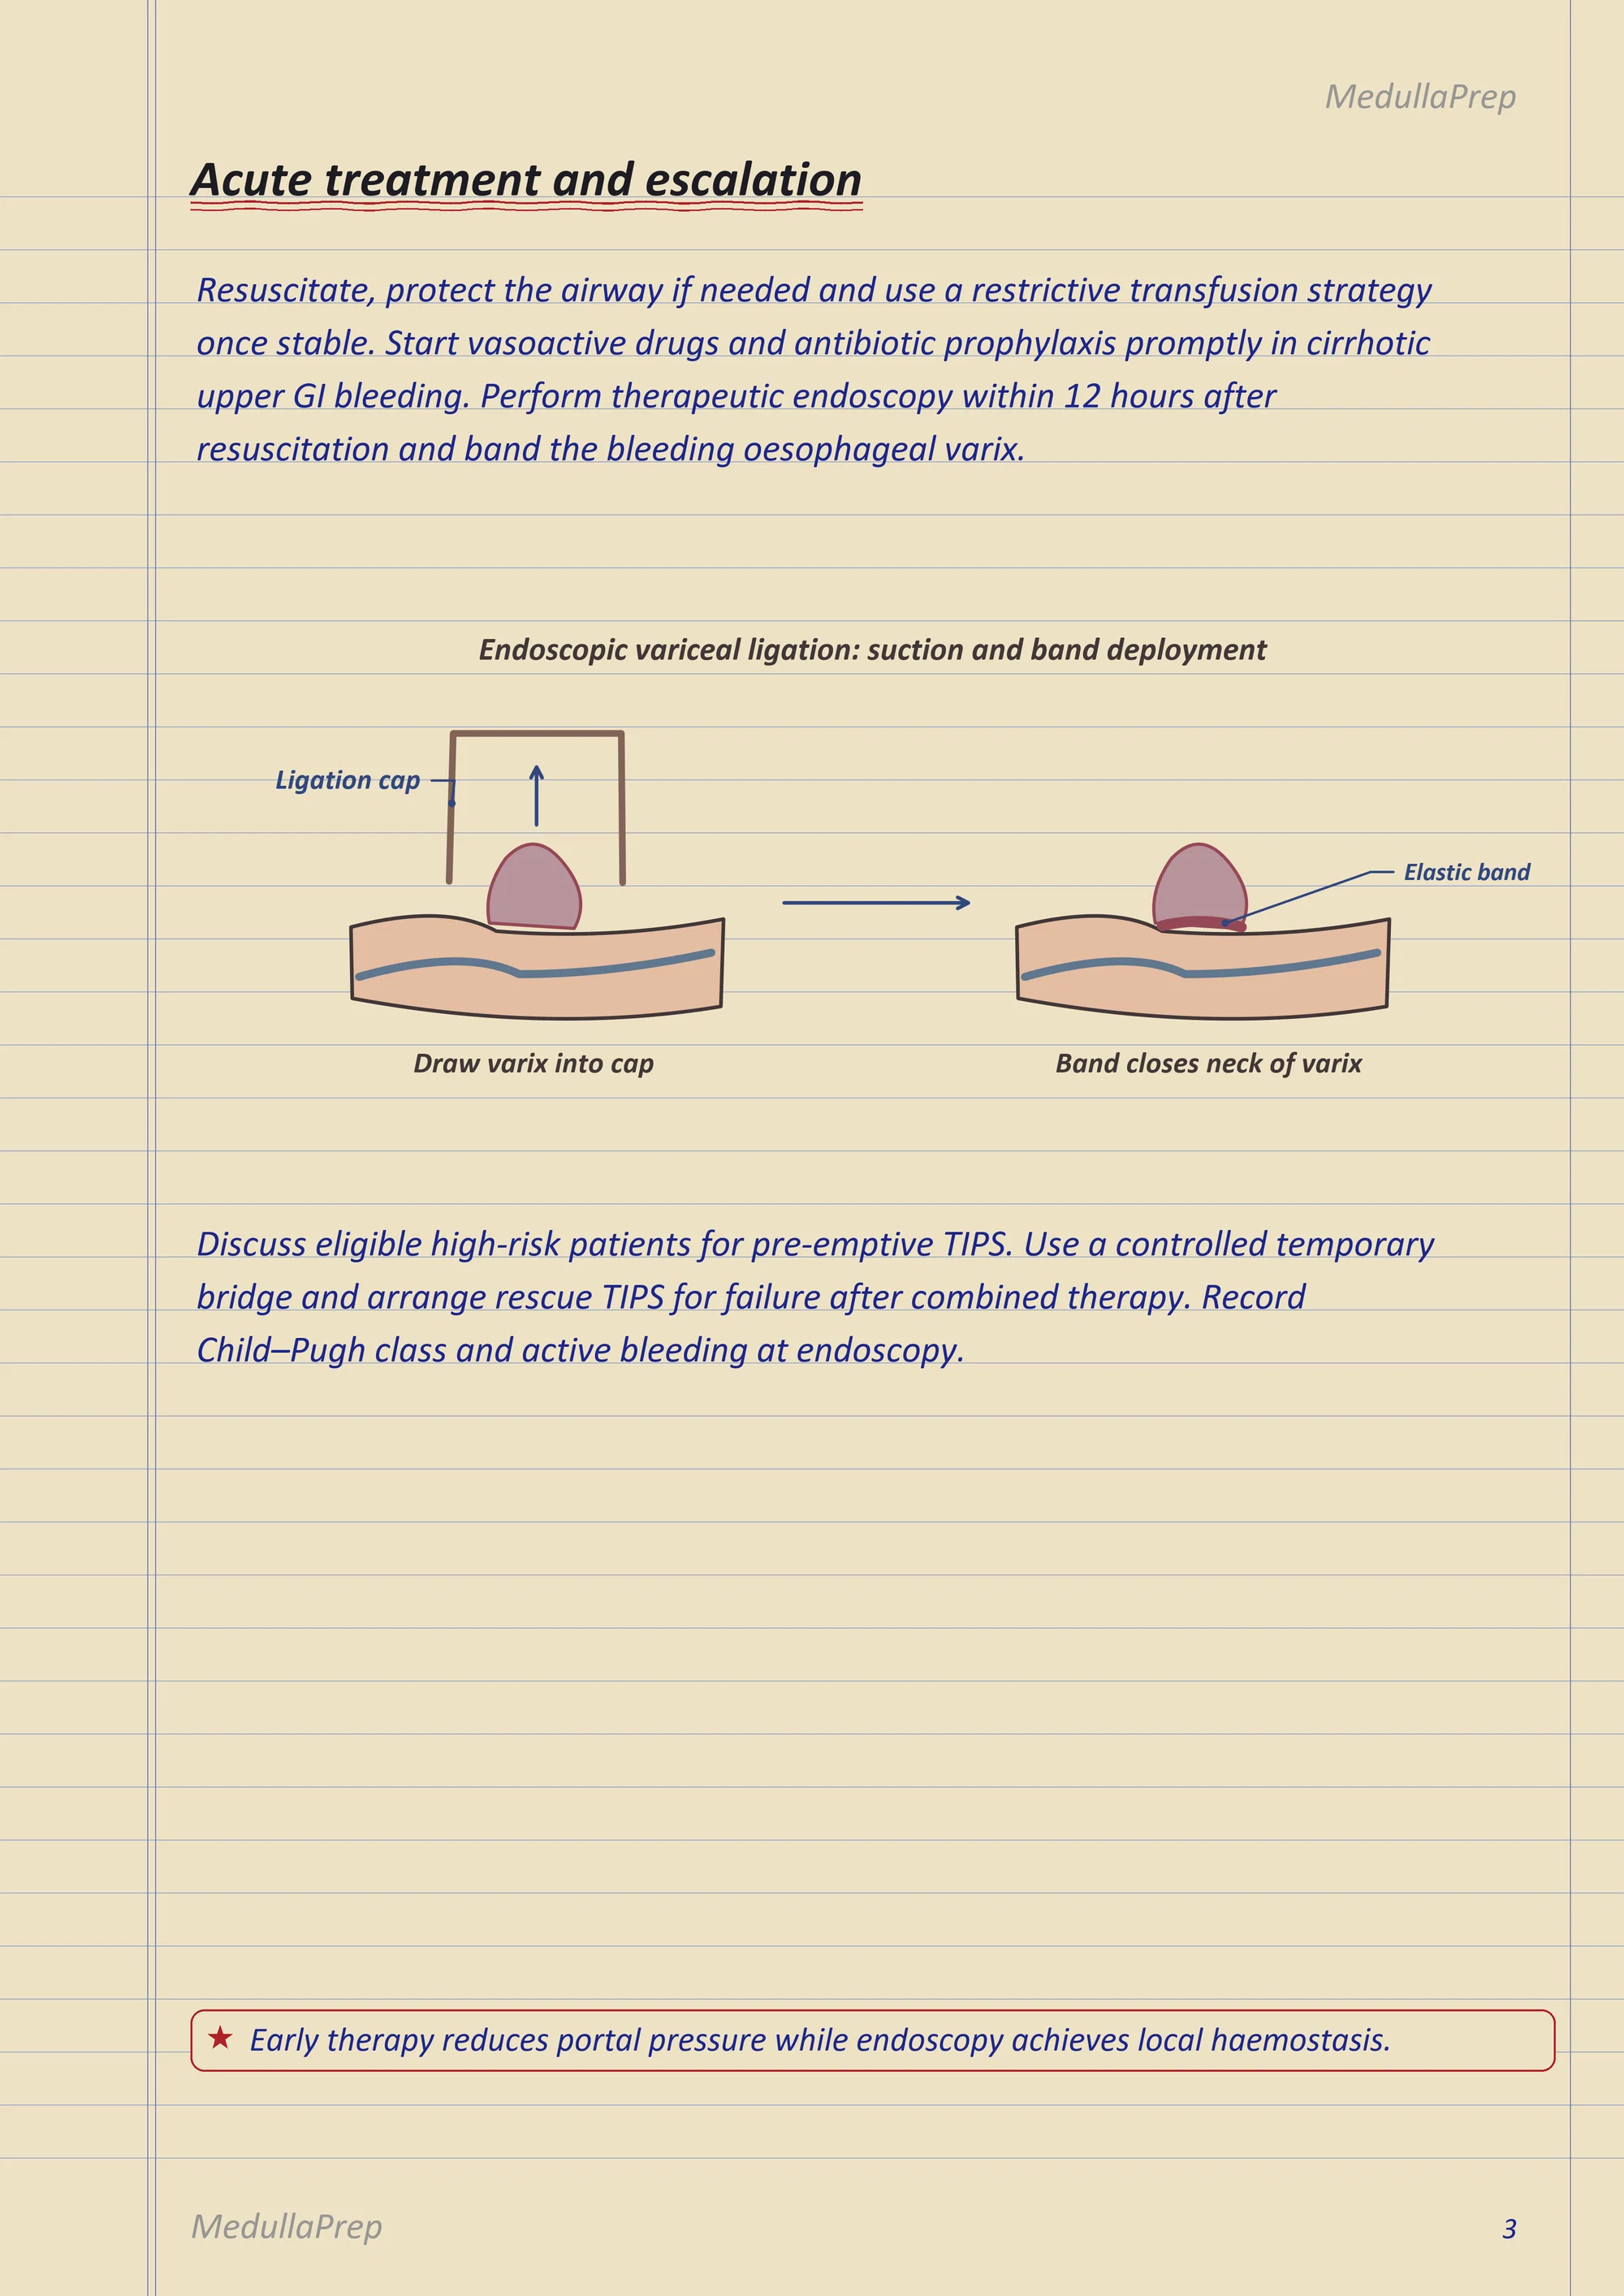 MedullaPrep
Acute treatment and escalation
Resuscitate, protect the airway if needed and use a restrictive transfusion strategy
once stable. Start vasoactive drugs and antibiotic prophylaxis promptly in cirrhotic
upper GI bleeding. Perform therapeutic endoscopy within 12 hours after
resuscitation and band the bleeding oesophageal varix.
Endoscopic variceal ligation: suction and band deployment
Ligation cap
Elastic band
Draw varix into cap
Band closes neck of varix
Discuss eligible high-risk patients for pre-emptive TIPS. Use a controlled temporary
bridge and arrange rescue TIPS for failure after combined therapy. Record
Child–Pugh class and active bleeding at endoscopy.
★ Early therapy reduces portal pressure while endoscopy achieves local haemostasis.
MedullaPrep
3